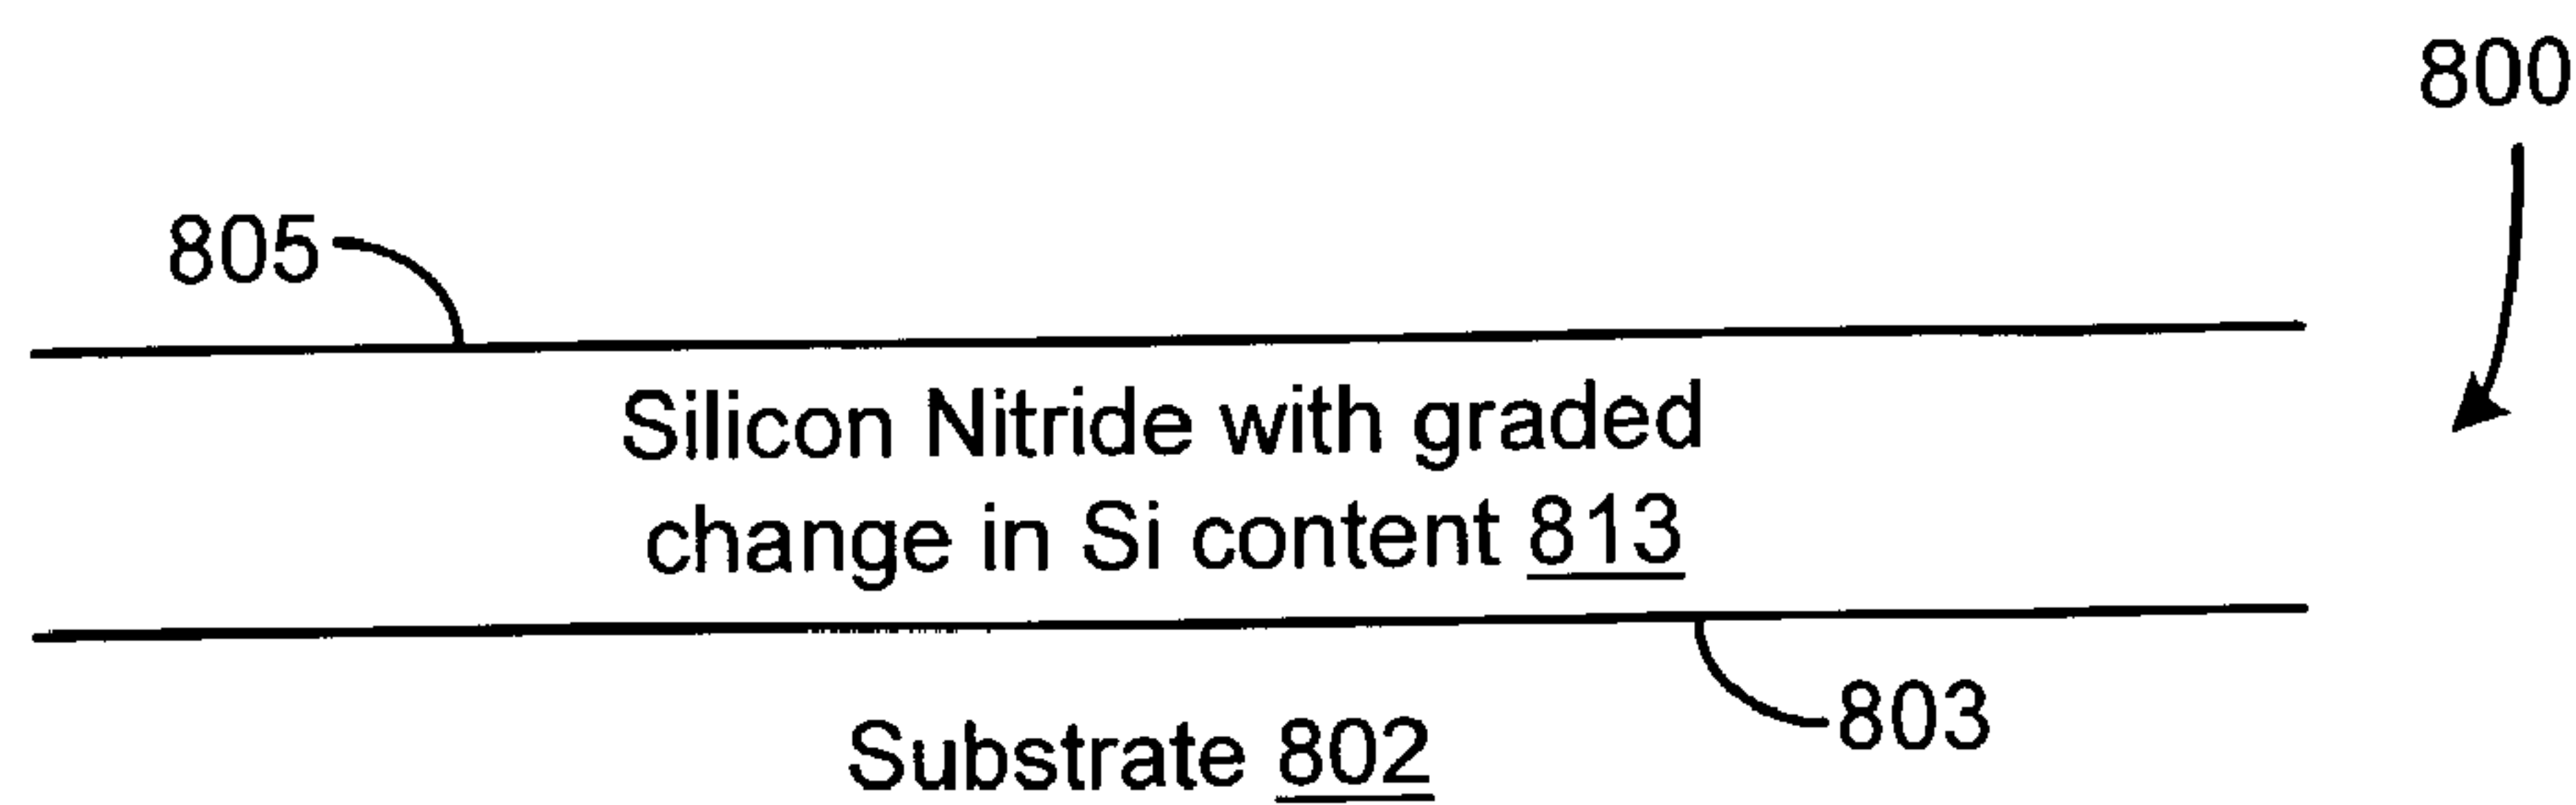 800
805
Silicon Nitride with graded
change in Si content 813
803
Substrate 802